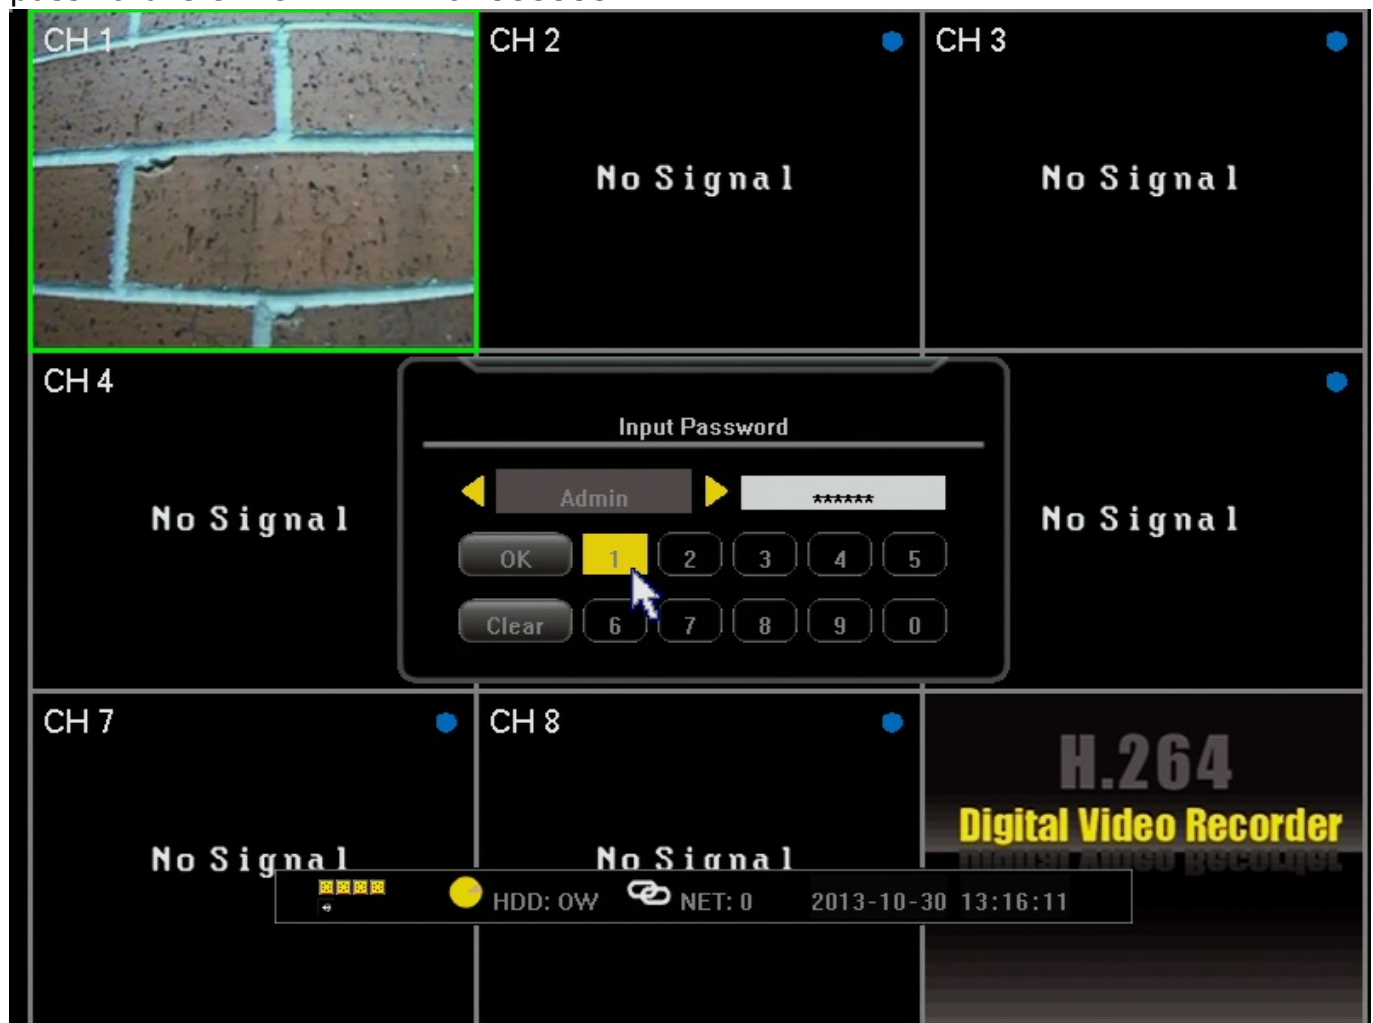 CH 1
CH 2
CH 3
No Signal
No Signal
CH 4
Input Password
Admin
******
No Signal
No Signal
OK 1 2 3 4 5
Clear 6 7 8 9 0
CH 7
CH 8
H.264
Digital Video Recorder
No Signal
No Signal
HDD: OW NET: 0 2013-10-30 13:16:11